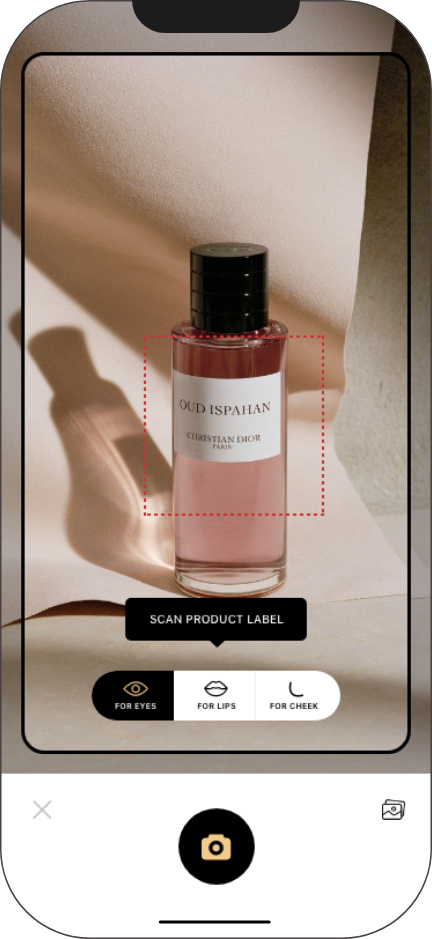 OUD ISPAHAN
CHRISTIAN DIOR
PARIS
SCAN PRODUCT LABEL
FOR EYES
FOR LIPS
FOR CHEEK